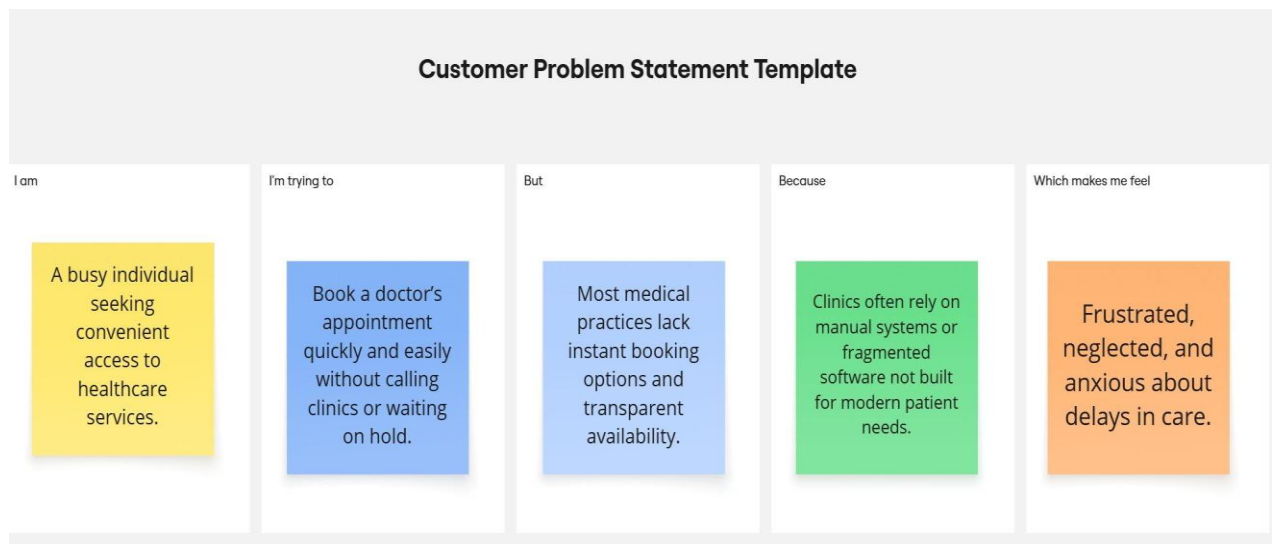 Customer Problem Statement Template
I am
A busy individual
seeking
convenient
access to
healthcare
services.
I'm trying to
Book a doctor’s
appointment
quickly and easily
without calling
clinics or waiting
on hold.
But
Most medical
practices lack
instant booking
options and
transparent
availability.
Because
Clinics often rely on
manual systems or
fragmented
software not built
for modern patient
needs.
Which makes me feel
Frustrated,
neglected, and
anxious about
delays in care.